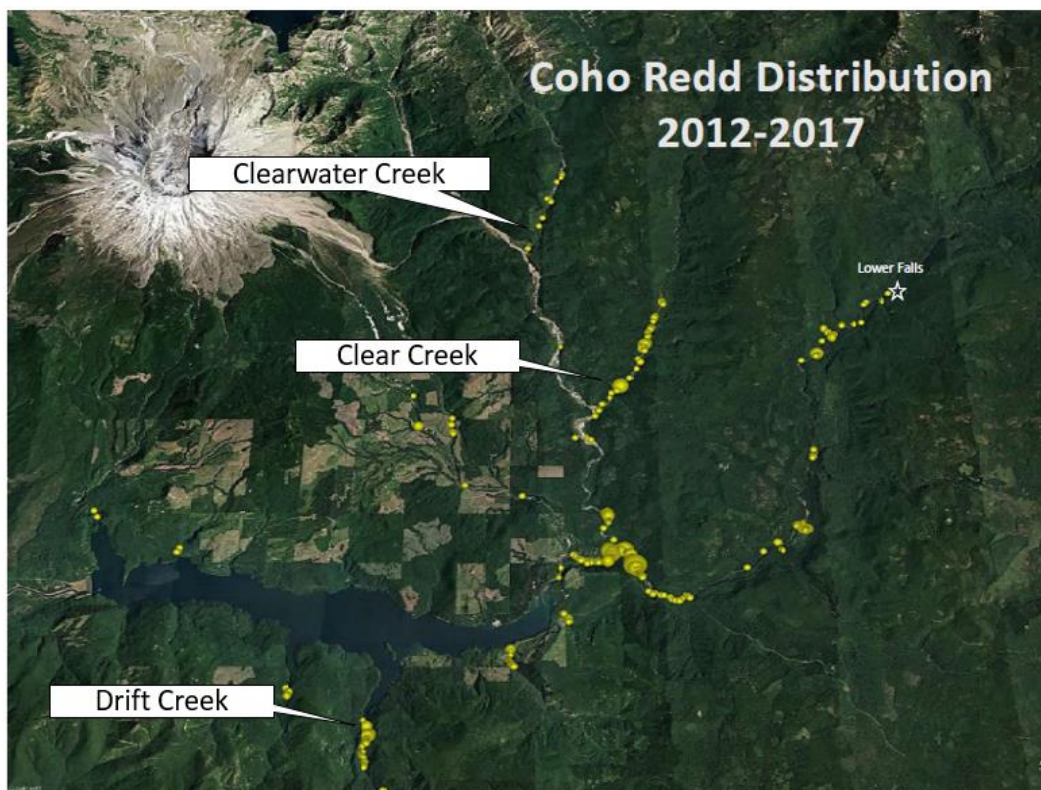 Coho Redd Distribution
2012-2017
Clearwater Creek
Lower Falls
Clear Creek
Drift Creek